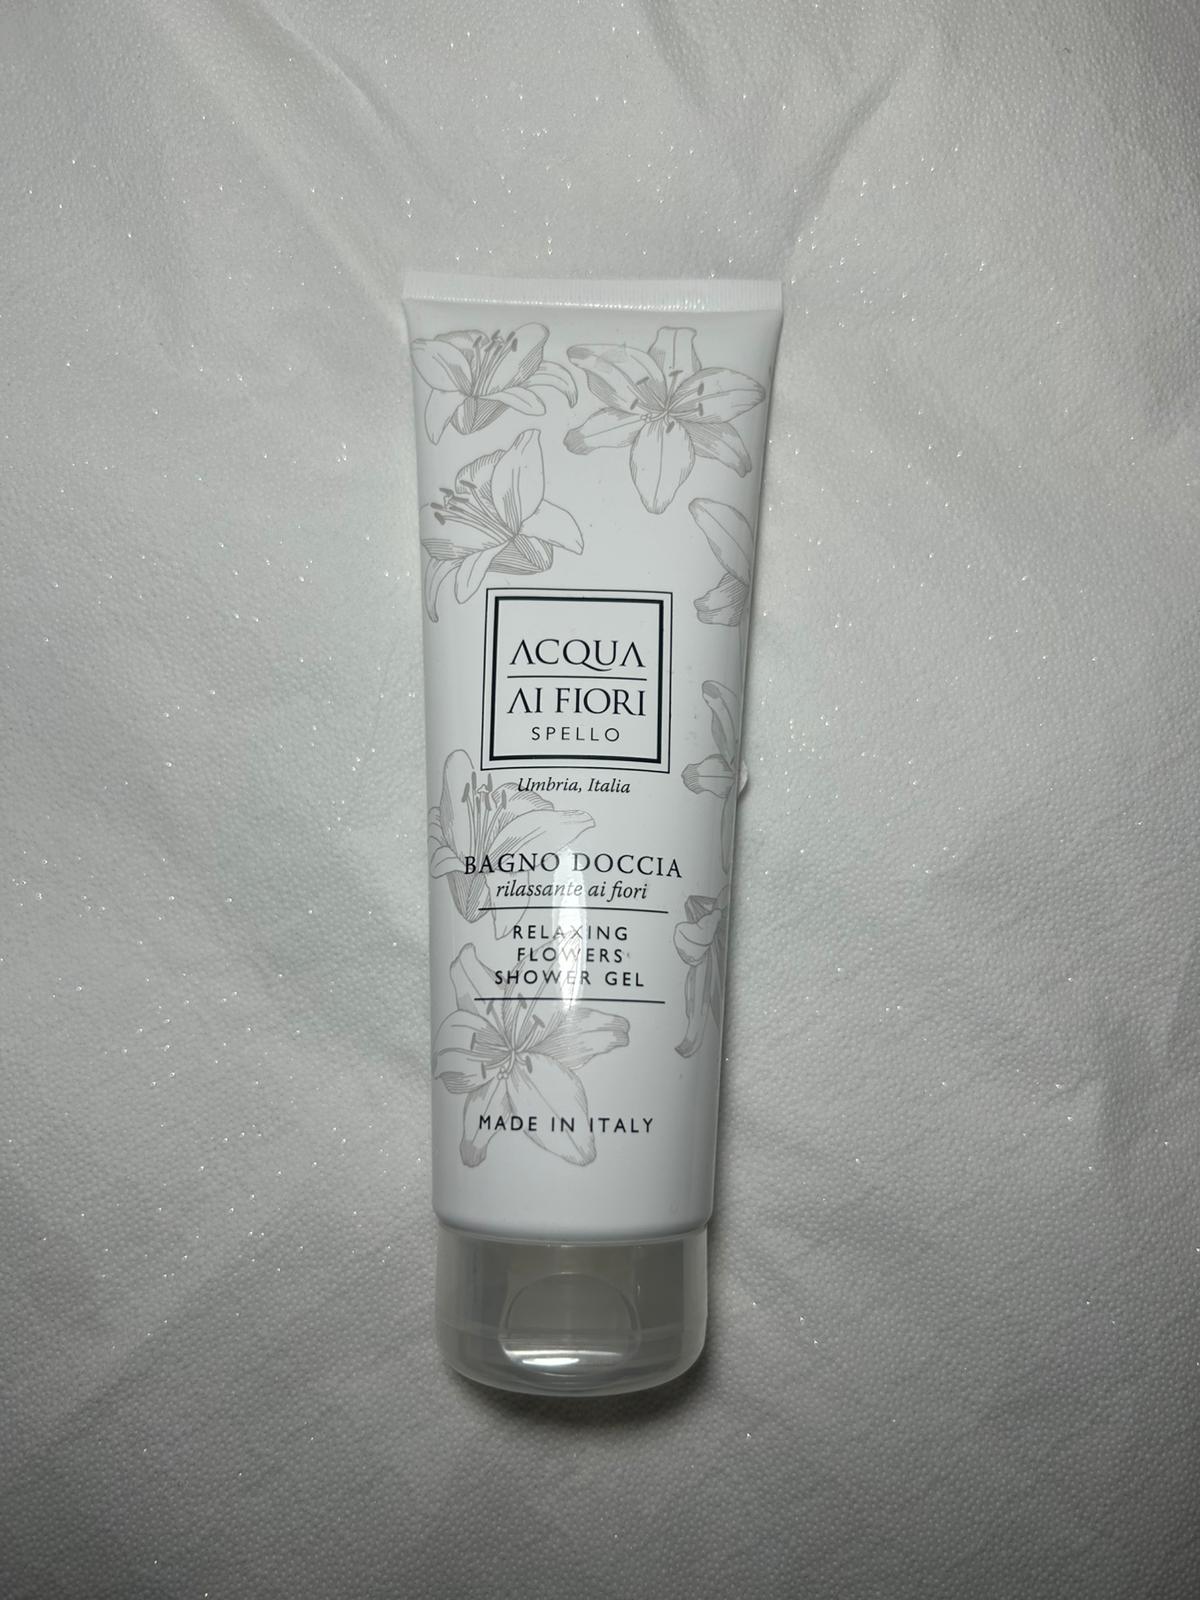 ACQUA
AI FIORI
SPELLO
Umbria, Italia
BAGNO DOCCIA
rilassante ai fiori
RELAXING
FLOWERS
SHOWER GEL
MADE IN ITALY